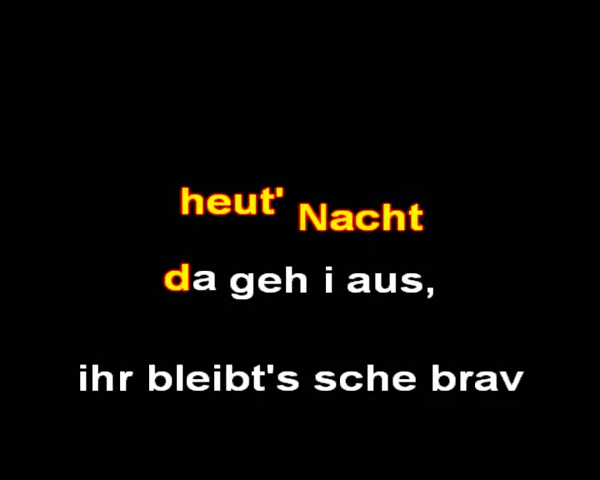 heut' Nacht
da geh i aus,
ihr bleibt's sche brav